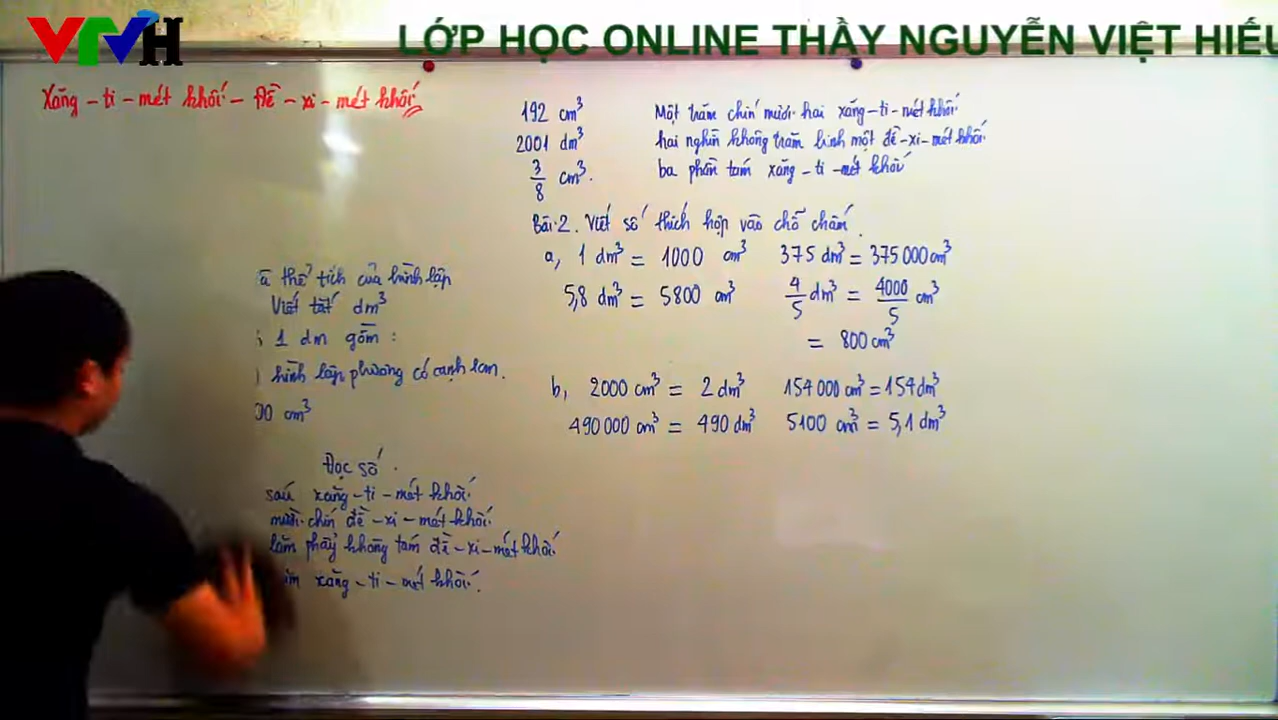 VTVH
LỚP HỌC ONLINE THẦY NGUYỄN VIỆT HIẾU
Xăng-ti-mét khối - Đề-xi-mét khối
à thể tích của hình lập
Viết tắt dm³
1 dm gồm:
hình lập phương có cạnh 1cm.
00 cm³
Đọc số.
sáu xăng-ti-mét khối
mười chín đề-xi-mét khối
lăm phẩy không tám đề-xi-mét khối
xăng-ti-mét khối.
192 cm³ Một trăm chín mươi hai xăng-ti-mét khối
2001 dm³ hai nghìn không trăm linh một đề-xi-mét khối
3/8 cm³. ba phần tám xăng-ti-mét khối
Bài 2. Viết số thích hợp vào chỗ chấm.
a, 1 dm³ = 1000 cm³ 375 dm³ = 375000 cm³
5,8 dm³ = 5800 cm³ 4/5 dm³ = 4000/5 cm³
= 800 cm³
b, 2000 cm³ = 2 dm³ 154 000 cm³ = 154 dm³
490 000 cm³ = 490 dm³ 5100 cm³ = 5,1 dm³